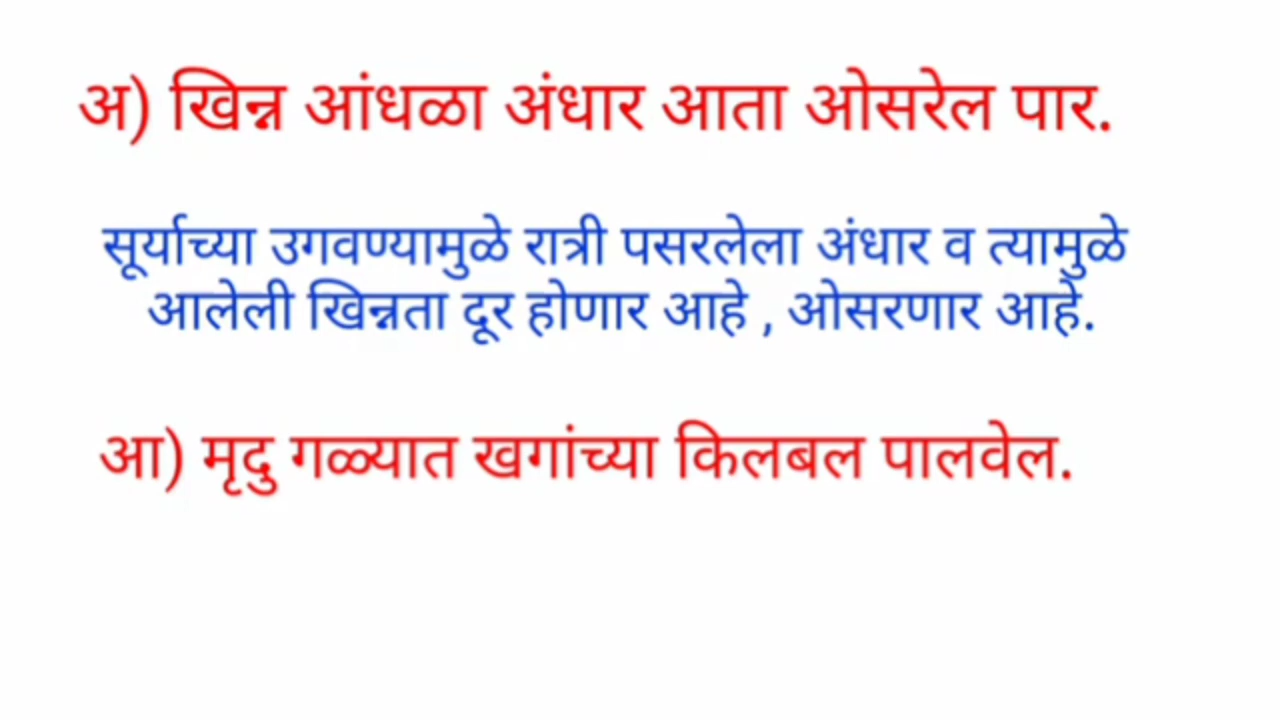 अ) खिन्न आंधळा अंधार आता ओसरेल पार.
सूर्याच्या उगवण्यामुळे रात्री पसरलेला अंधार व त्यामुळे
आलेली खिन्नता दूर होणार आहे , ओसरणार आहे.
आ) मृदु गळ्यात खगांच्या किलबल पालवेल.